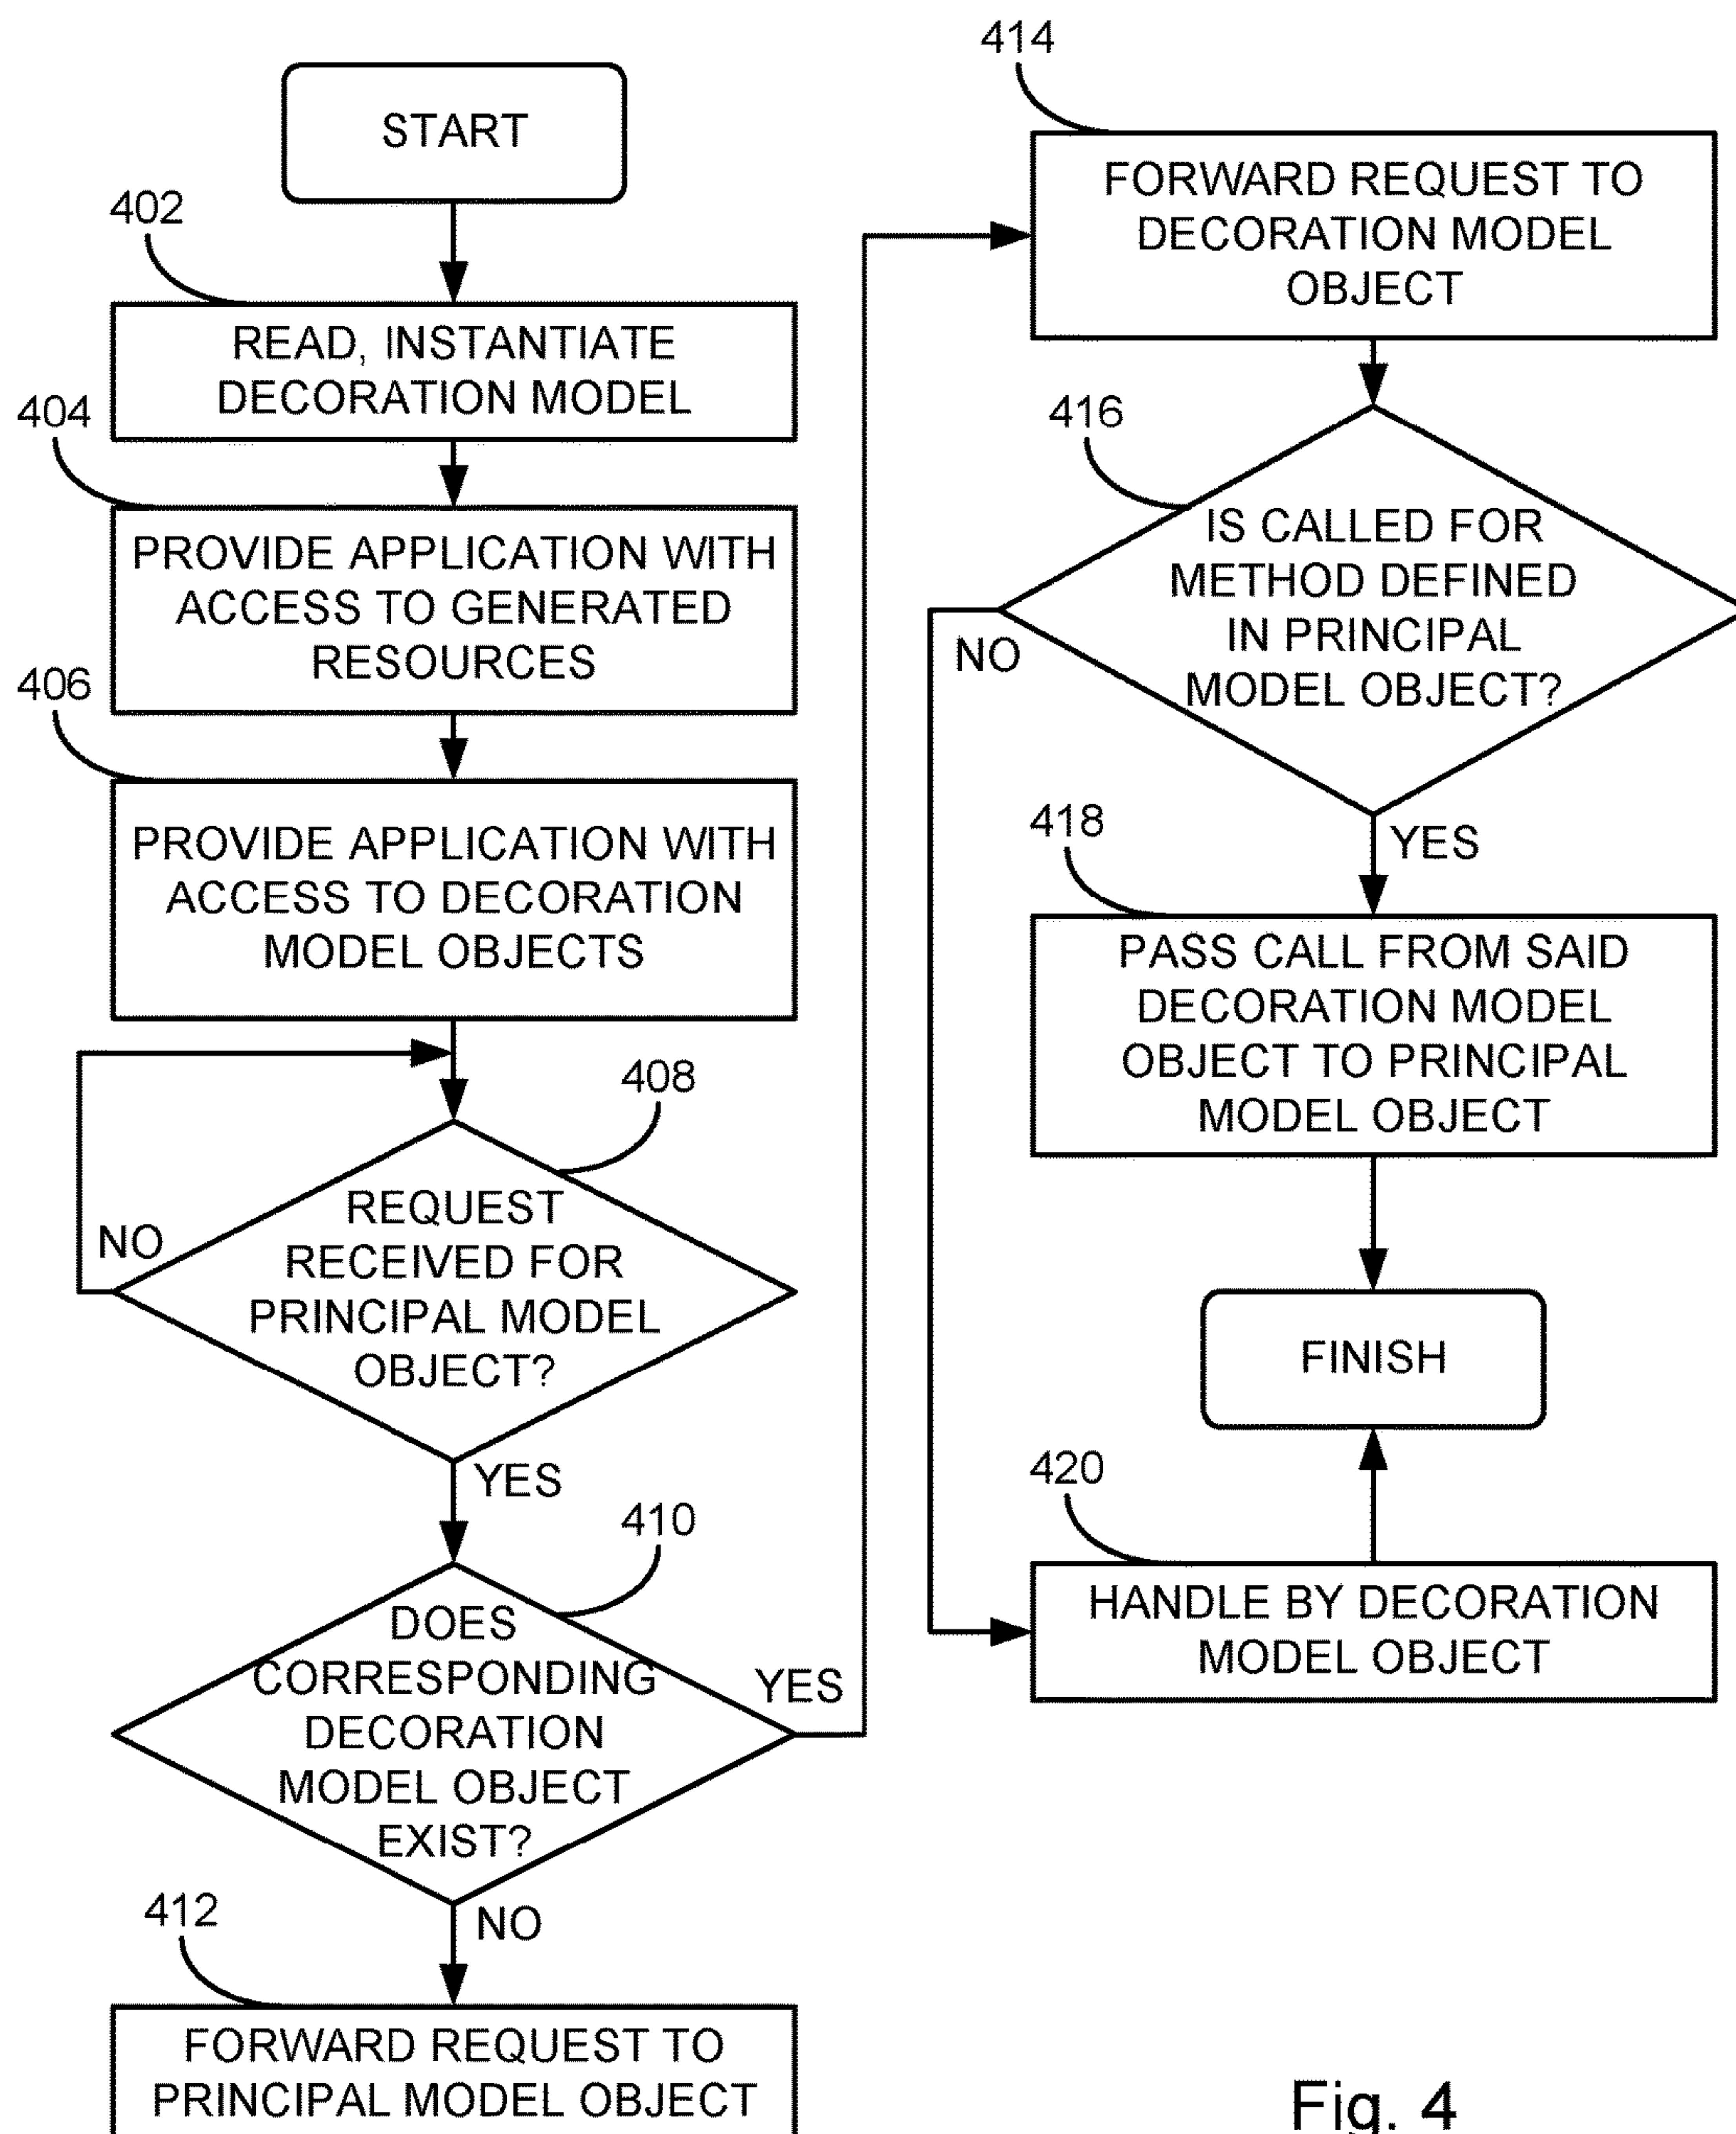 START
402
READ, INSTANTIATE
DECORATION MODEL
404
PROVIDE APPLICATION WITH
ACCESS TO GENERATED
RESOURCES
406
PROVIDE APPLICATION WITH
ACCESS TO DECORATION
MODEL OBJECTS
408
REQUEST
RECEIVED FOR
PRINCIPAL MODEL
OBJECT?
NO
YES
410
DOES
CORRESPONDING
DECORATION
MODEL OBJECT
EXIST?
YES
NO
412
FORWARD REQUEST TO
PRINCIPAL MODEL OBJECT
414
FORWARD REQUEST TO
DECORATION MODEL
OBJECT
416
IS CALLED FOR
METHOD DEFINED
IN PRINCIPAL
MODEL OBJECT?
NO
YES
418
PASS CALL FROM SAID
DECORATION MODEL
OBJECT TO PRINCIPAL
MODEL OBJECT
FINISH
420
HANDLE BY DECORATION
MODEL OBJECT
Fig. 4